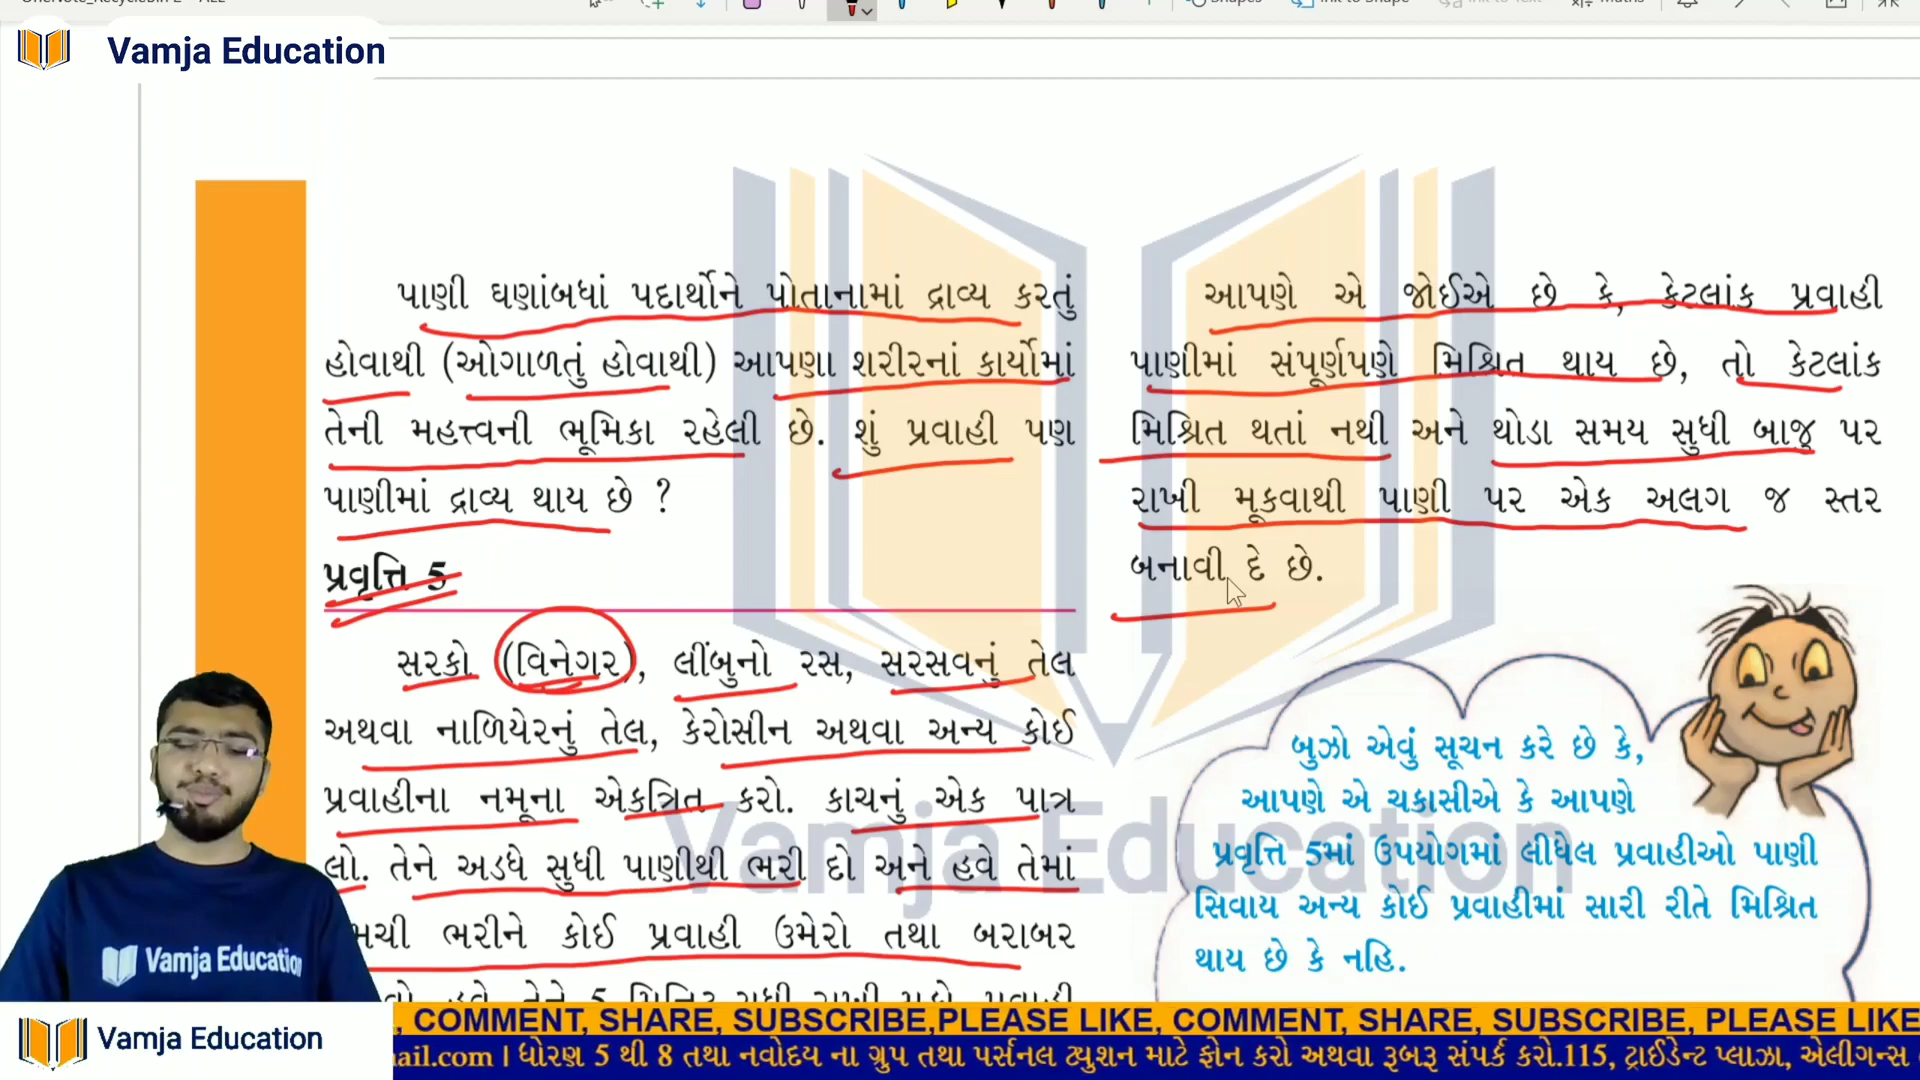 Vamja Education
પાણી ઘણાંબધાં પદાર્થોને પોતાનામાં દ્રાવ્ય કરતું
હોવાથી (ઓગાળતું હોવાથી) આપણા શરીરનાં કાર્યોમાં
તેની મહત્ત્વની ભૂમિકા રહેલી છે. શું પ્રવાહી પણ
પાણીમાં દ્રાવ્ય થાય છે ?
પ્રવૃત્તિ 5
સરકો (વિનેગર), લીંબુનો રસ, સરસવનું તેલ
અથવા નાળિયેરનું તેલ, કેરોસીન અથવા અન્ય કોઈ
પ્રવાહીના નમૂના એકત્રિત કરો. કાચનું એક પાત્ર
લો. તેને અડધે સુધી પાણીથી ભરી દો અને હવે તેમાં
મચી ભરીને કોઈ પ્રવાહી ઉમેરો તથા બરાબર
આપણે એ જોઈએ છે કે, કેટલાંક પ્રવાહી
પાણીમાં સંપૂર્ણપણે મિશ્રિત થાય છે, તો કેટલાંક
મિશ્રિત થતાં નથી અને થોડા સમય સુધી બાજુ પર
રાખી મૂકવાથી પાણી પર એક અલગ જ સ્તર
બનાવી દે છે.
બુઝો એવું સૂચન કરે છે કે,
આપણે એ ચકાસીએ કે આપણે
પ્રવૃત્તિ 5માં ઉપયોગમાં લીધેલ પ્રવાહીઓ પાણી
સિવાય અન્ય કોઈ પ્રવાહીમાં સારી રીતે મિશ્રિત
થાય છે કે નહિ.
Vamja Education
Vamja Education
Vamja Education
, COMMENT, SHARE, SUBSCRIBE,PLEASE LIKE, COMMENT, SHARE, SUBSCRIBE, PLEASE LIKE
ail.com | ધોરણ 5 થી 8 તથા નવોદય ના ગ્રુપ તથા પર્સનલ ટ્યુશન માટે ફોન કરો અથવા રૂબરૂ સંપર્ક કરો.115, ટ્રાઈડેન્ટ પ્લાઝા, એલીગન્સ